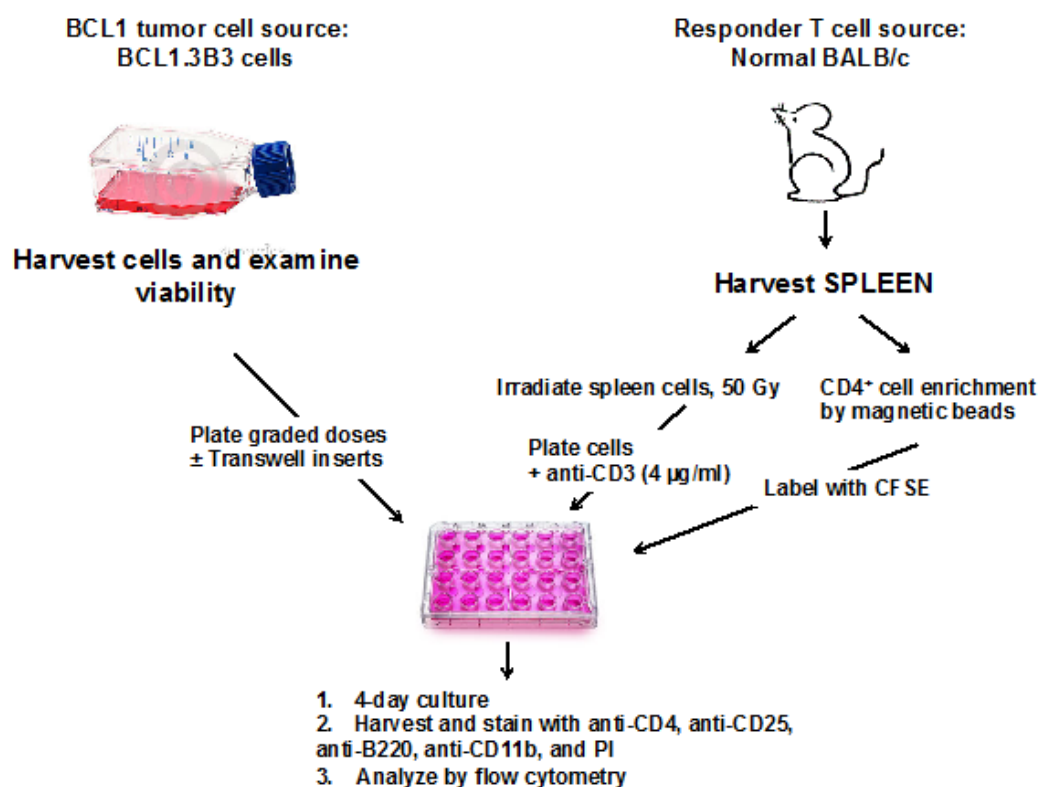 BCL1 tumor cell source:
BCL1.3B3 cells
Responder T cell source:
Normal BALB/c
Harvest cells and examine
viability
Harvest SPLEEN
Irradiate spleen cells, 50 Gy
CD4⁺ cell enrichment
by magnetic beads
Plate graded doses
± Transwell inserts
Plate cells
+ anti-CD3 (4 µg/ml)
Label with CFSE
1. 4-day culture
2. Harvest and stain with anti-CD4, anti-CD25,
anti-B220, anti-CD11b, and PI
3. Analyze by flow cytometry